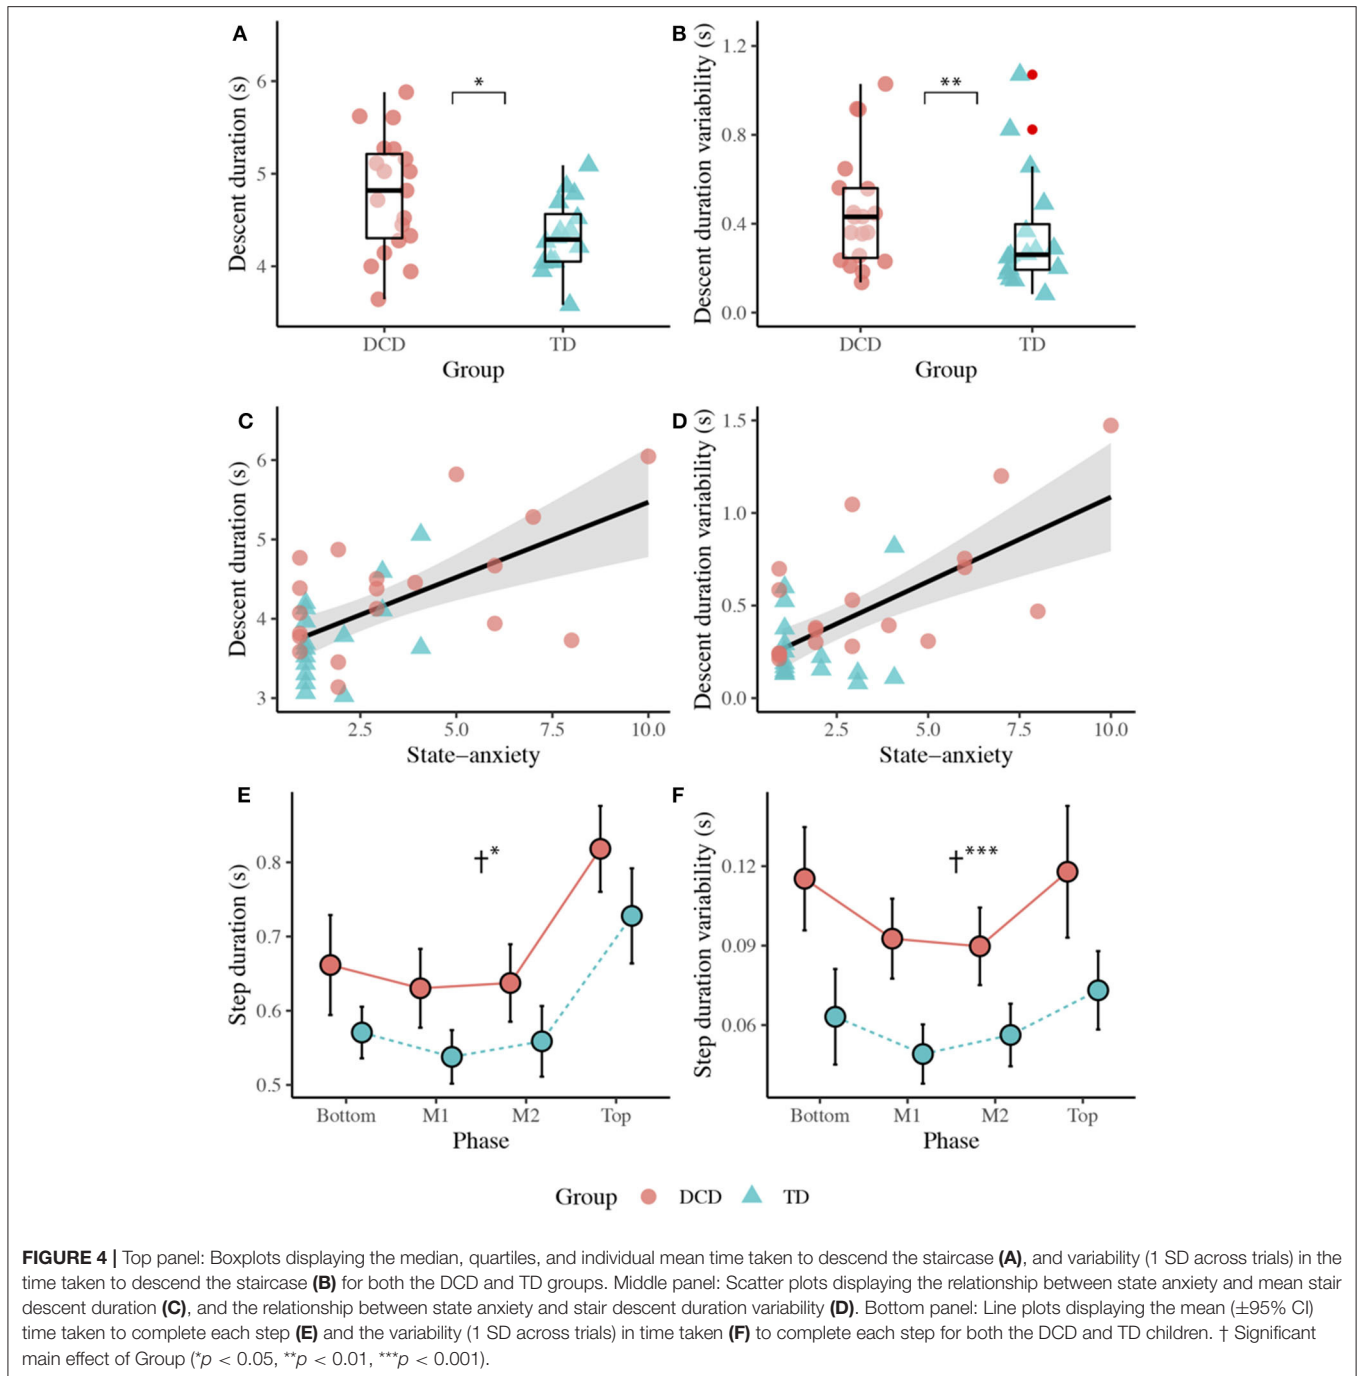 A
Descent duration (s)
6
5
4
*
DCD
TD
Group
B
Descent duration variability (s)
1.2
0.8
0.4
0.0
**
DCD
TD
Group
C
Descent duration (s)
6
5
4
3
2.5
5.0
7.5
10.0
State−anxiety
D
Descent duration variability (s)
1.5
1.0
0.5
0.0
2.5
5.0
7.5
10.0
State−anxiety
E
Step duration (s)
0.8
0.7
0.6
0.5
†*
Bottom
M1
M2
Top
Phase
F
Step duration variability (s)
0.12
0.09
0.06
†***
Bottom
M1
M2
Top
Phase
Group DCD TD
FIGURE 4 | Top panel: Boxplots displaying the median, quartiles, and individual mean time taken to descend the staircase (A), and variability (1 SD across trials) in the
time taken to descend the staircase (B) for both the DCD and TD groups. Middle panel: Scatter plots displaying the relationship between state anxiety and mean stair
descent duration (C), and the relationship between state anxiety and stair descent duration variability (D). Bottom panel: Line plots displaying the mean (±95% CI)
time taken to complete each step (E) and the variability (1 SD across trials) in time taken (F) to complete each step for both the DCD and TD children. † Significant
main effect of Group (*p < 0.05, **p < 0.01, ***p < 0.001).